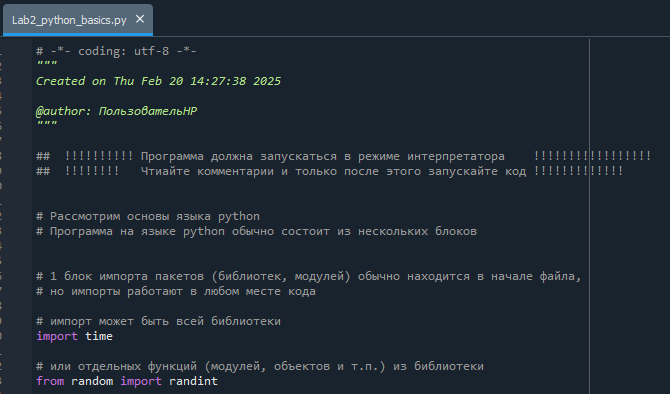 Lab2_python_basics.py
# -*- coding: utf-8 -*-
"""
Created on Thu Feb 20 14:27:38 2025
@author: ПользовательHP
"""
## !!!!!!!!!! Программа должна запускаться в режиме интерпретатора !!!!!!!!!!!!!!!!!
## !!!!!!!! Чтиайте комментарии и только после этого запускайте код !!!!!!!!!!!!!
# Рассмотрим основы языка python
# Программа на языке python обычно состоит из нескольких блоков
# 1 блок импорта пакетов (библиотек, модулей) обычно находится в начале файла,
# но импорты работают в любом месте кода
# импорт может быть всей библиотеки
import time
# или отдельных функций (модулей, объектов и т.п.) из библиотеки
from random import randint